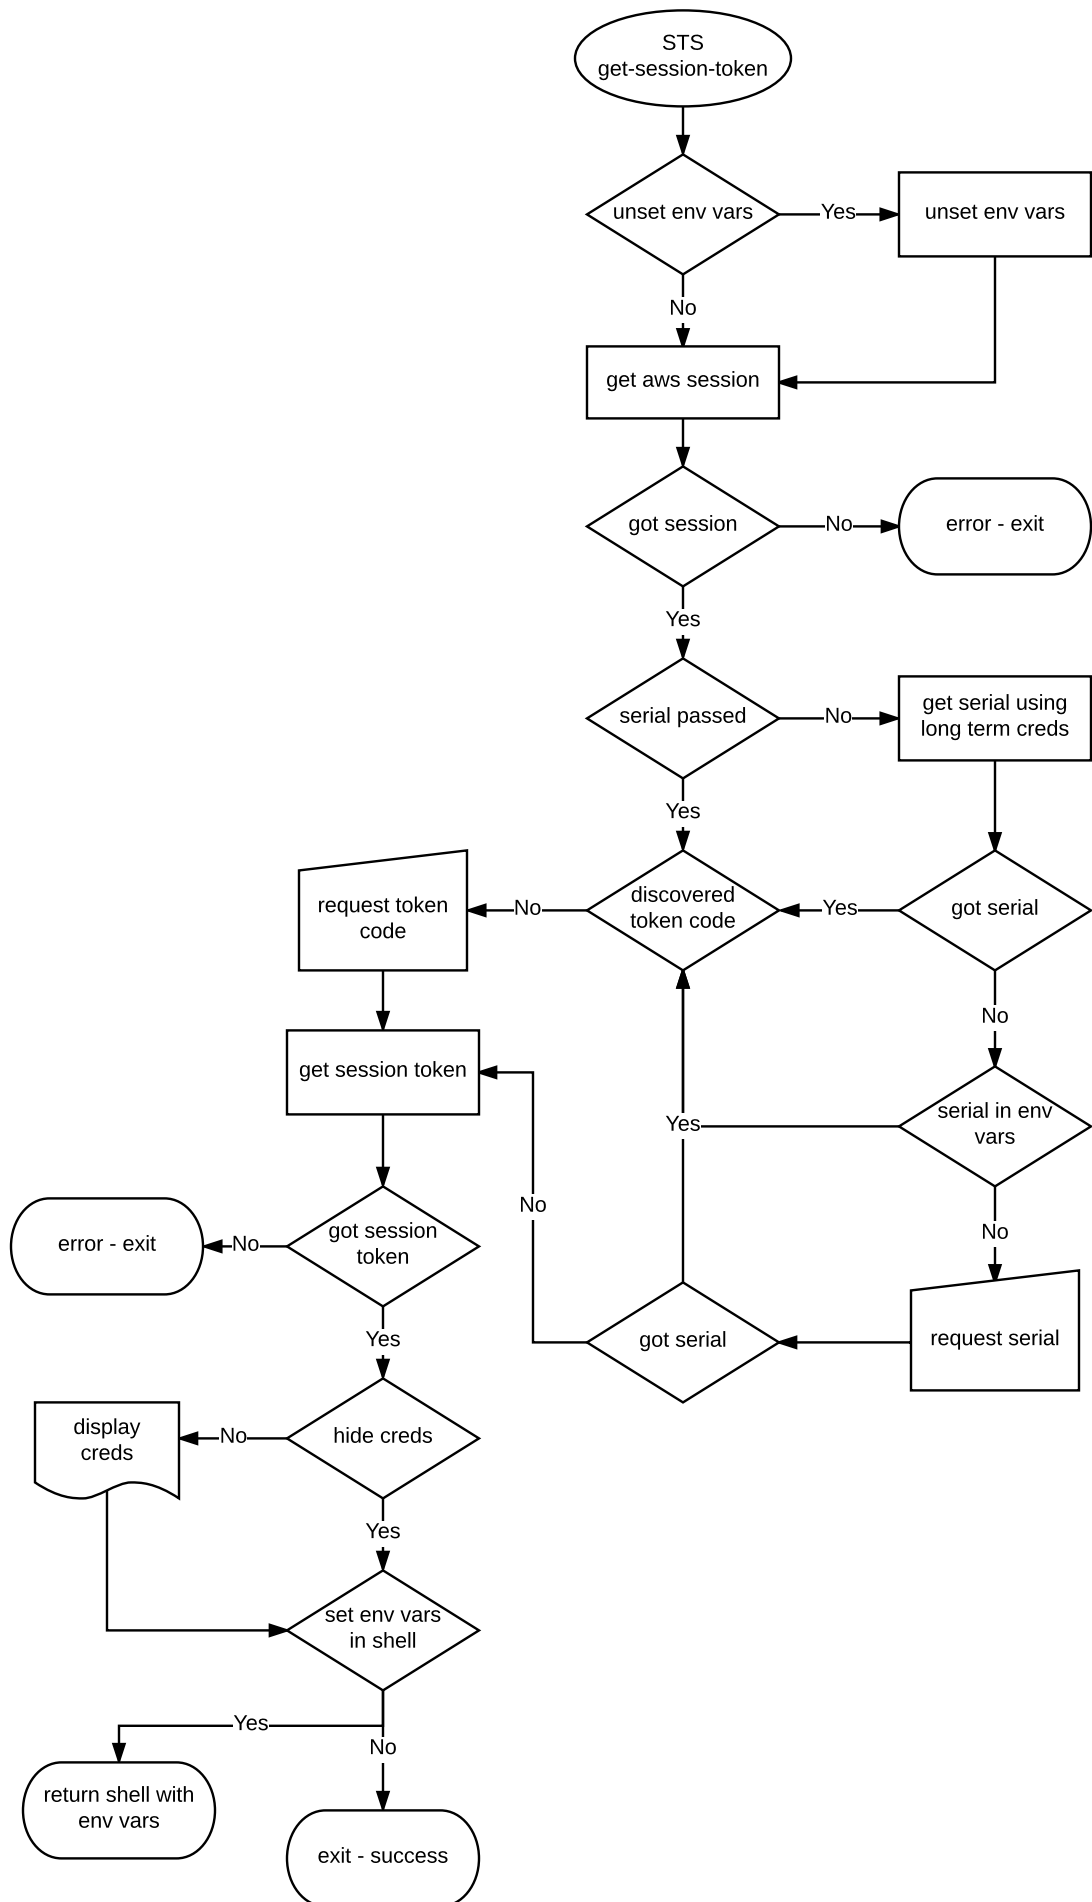 STS
get-session-token
unset env vars
Yes
unset env vars
No
get aws session
got session
No
error - exit
Yes
serial passed
No
get serial using
long term creds
Yes
request token
code
No
discovered
token code
Yes
got serial
No
get session token
serial in env
vars
Yes
No
No
got session
token
No
error - exit
request serial
got serial
Yes
display
creds
No
hide creds
Yes
set env vars
in shell
Yes
No
return shell with
env vars
exit - success